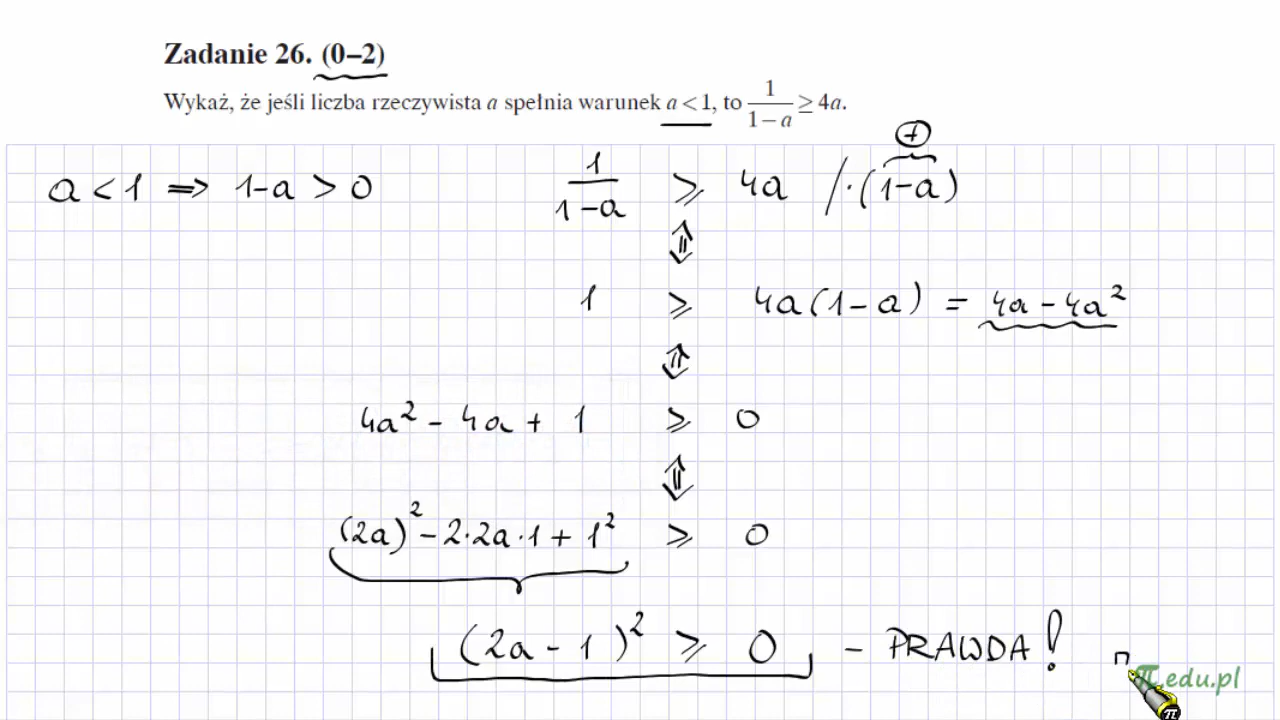 Zadanie 26. (0–2)
Wykaż, że jeśli liczba rzeczywista a spełnia warunek a < 1, to 1/(1−a) ≥ 4a.
a < 1 ⇒ 1-a > 0
1/(1-a) ≥ 4a /·(1-a) ⊕
⇕
1 ≥ 4a(1-a) = 4a - 4a²
⇕
4a² - 4a + 1 ≥ 0
⇕
(2a)² - 2·2a·1 + 1² ≥ 0
(2a - 1)² ≥ 0 - PRAWDA!
π.edu.pl